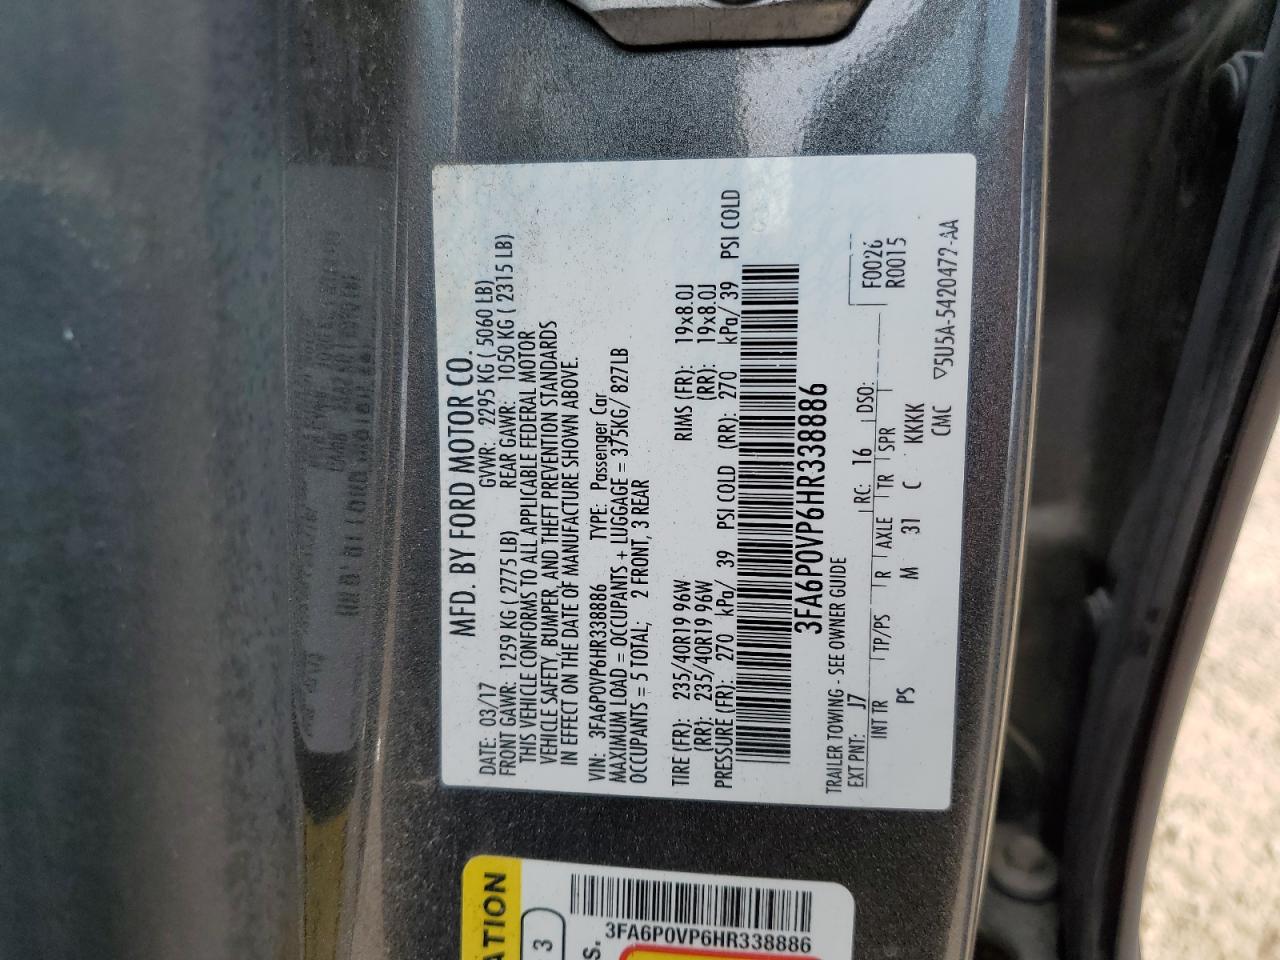 MFD. BY FORD MOTOR CO.
DATE: 03/17 GVWR: 2295 KG ( 5060 LB)
FRONT GAWR: 1259 KG ( 2775 LB) REAR GAWR: 1050 KG ( 2315 LB)
THIS VEHICLE CONFORMS TO ALL APPLICABLE FEDERAL MOTOR
VEHICLE SAFETY, BUMPER, AND THEFT PREVENTION STANDARDS
IN EFFECT ON THE DATE OF MANUFACTURE SHOWN ABOVE.
VIN: 3FA6P0VP6HR338886 TYPE: Passenger Car
MAXIMUM LOAD = OCCUPANTS + LUGGAGE = 375KG/ 827LB
OCCUPANTS = 5 TOTAL; 2 FRONT, 3 REAR
TIRE (FR): 235/40R19 96W RIMS (FR): 19x8.0J
(RR): 235/40R19 96W (RR): 19x8.0J
PRESSURE (FR): 270 kPa/ 39 PSI COLD (RR): 270 kPa/ 39 PSI COLD
3FA6P0VP6HR338886
TRAILER TOWING - SEE OWNER GUIDE
EXT PNT: J7 RC: 16 DSO: F0026
INT TR TP/PS R AXLE TR SPR R0015
PS M 31 C KKKK
CMC ▽5U5A-5420472-AA
ATION
3
S.
3FA6P0VP6HR338886